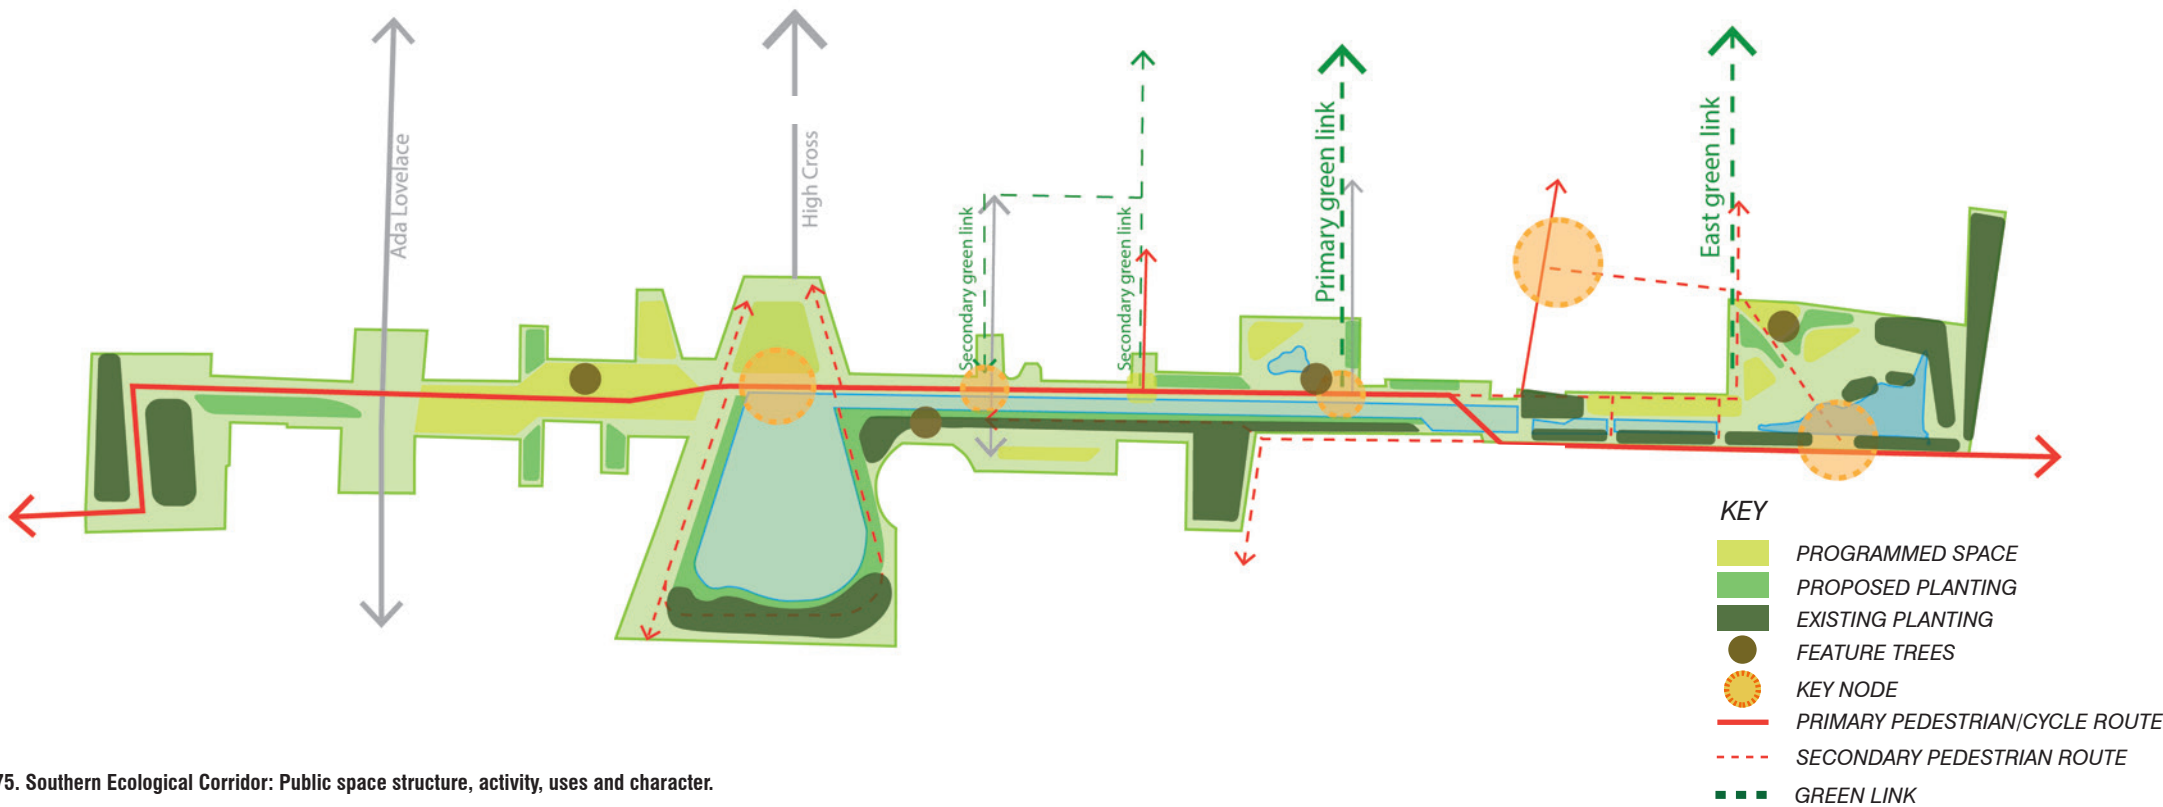 Ada Lovelace
High Cross
Secondary green link
Secondary green link
Primary green link
East green link
KEY
PROGRAMMED SPACE
PROPOSED PLANTING
EXISTING PLANTING
FEATURE TREES
KEY NODE
PRIMARY PEDESTRIAN/CYCLE ROUTE
SECONDARY PEDESTRIAN ROUTE
GREEN LINK
75. Southern Ecological Corridor: Public space structure, activity, uses and character.